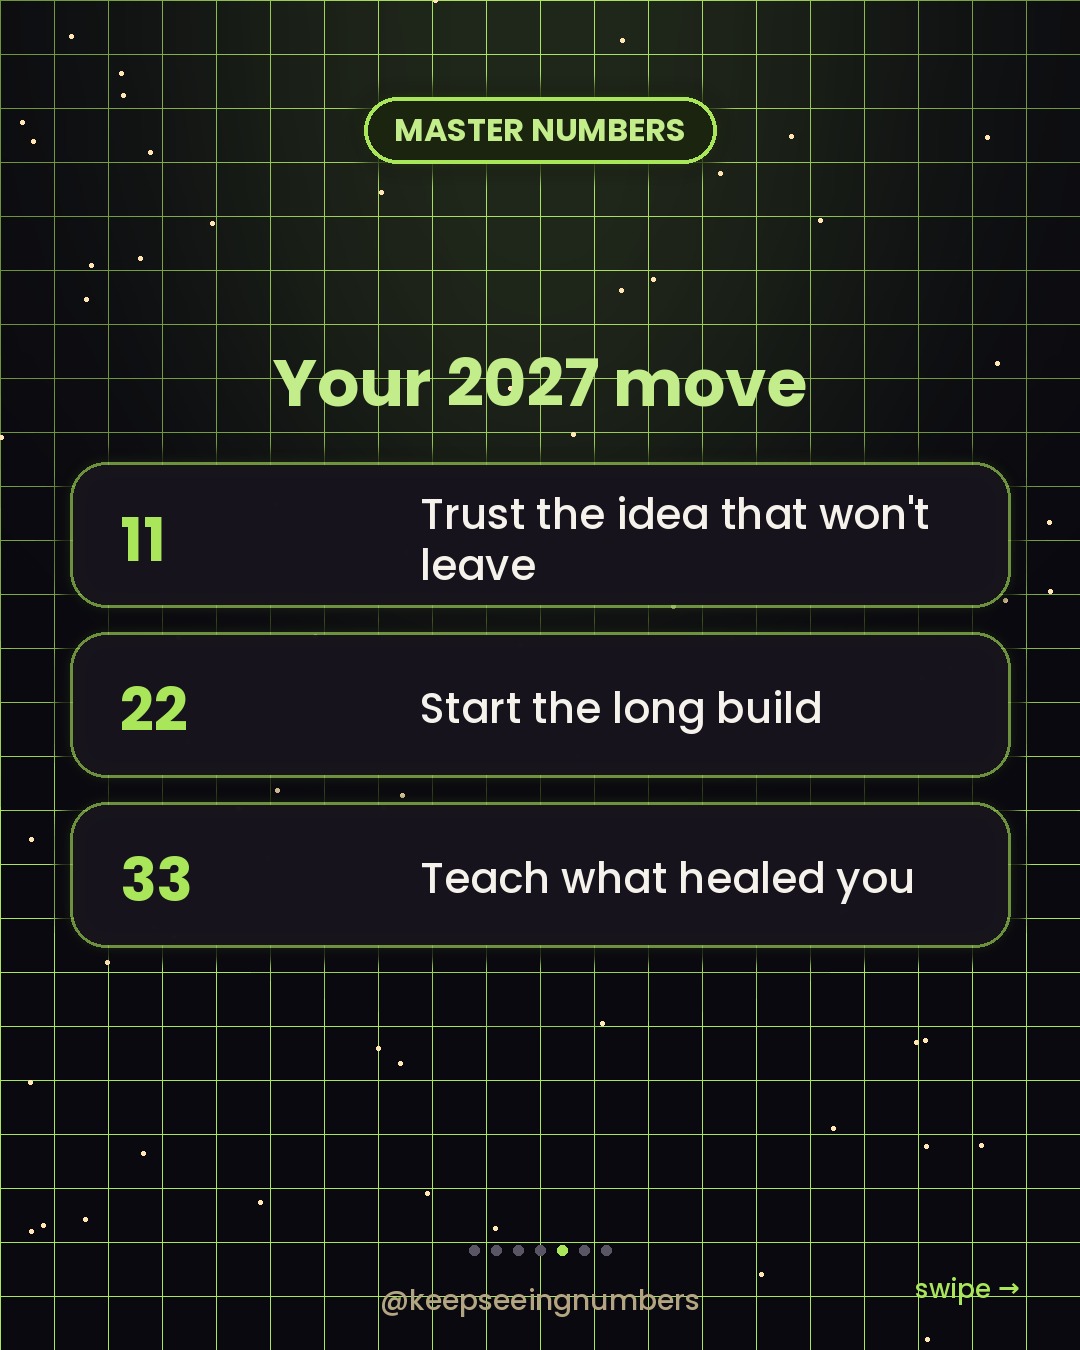 MASTER NUMBERS
Your 2027 move
11
Trust the idea that won't
leave
22
Start the long build
33
Teach what healed you
@keepseeingnumbers
swipe →